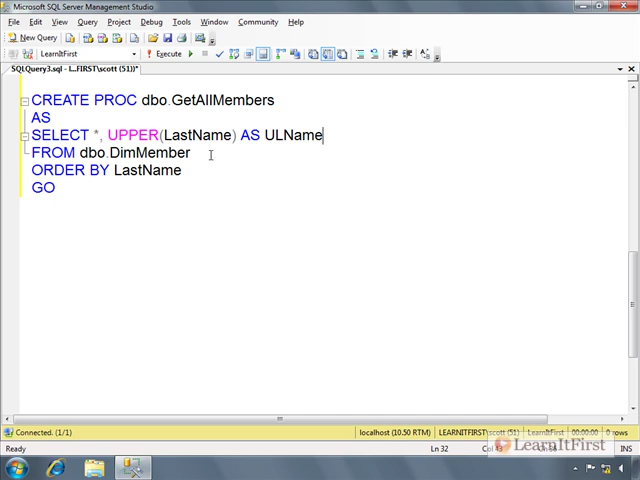 Microsoft SQL Server Management Studio
File Edit View Query Project Debug Tools Window Community Help
New Query
LearnItFirst Execute
SQLQuery3.sql - l...FIRST\scott (51))*
CREATE PROC dbo.GetAllMembers
AS
SELECT *, UPPER(LastName) AS ULName
FROM dbo.DimMember
ORDER BY LastName
GO
Connected. (1/1) localhost (10.50 RTM) LEARNITFIRST\scott (51) LearnItFirst 00:00:00 0 rows
LearnItFirst
Ready Ln 32 Col 43 INS